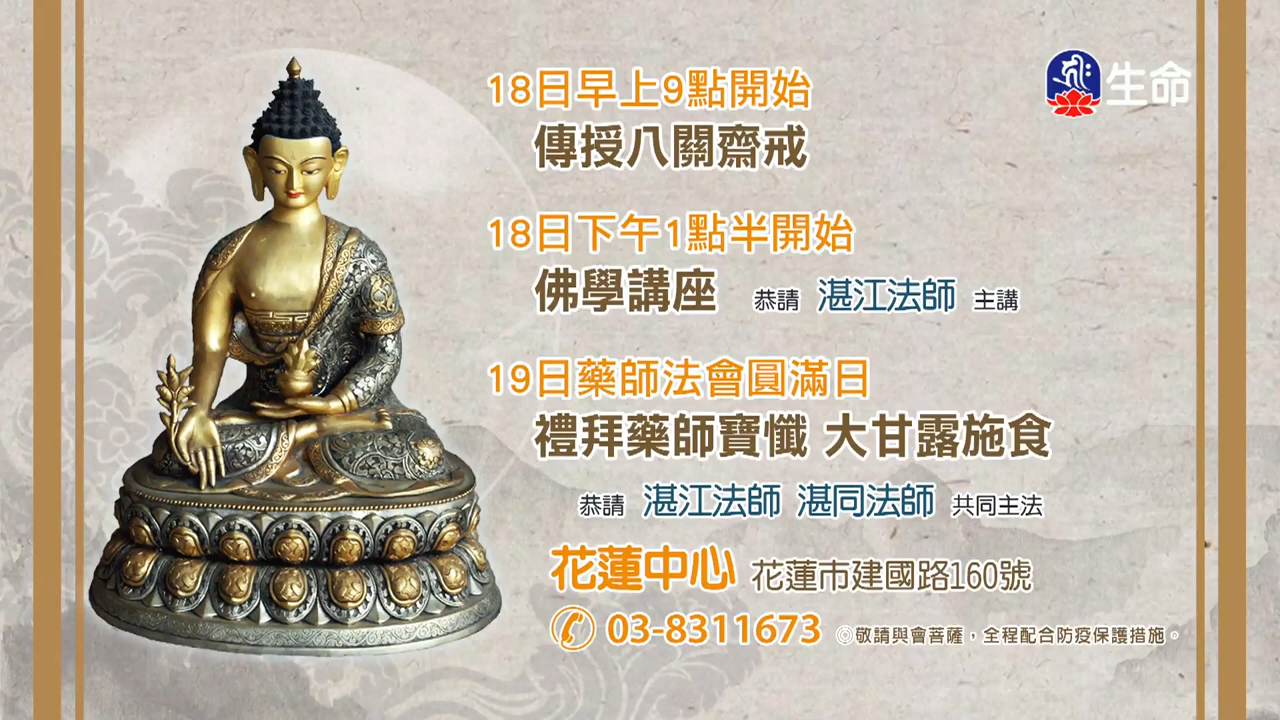 生命
18日早上9點開始
傳授八關齋戒
18日下午1點半開始
佛學講座 恭請 湛江法師 主講
19日藥師法會圓滿日
禮拜藥師寶懺 大甘露施食
恭請 湛江法師 湛同法師 共同主法
花蓮中心 花蓮市建國路160號
03-8311673 ◎敬請與會菩薩，全程配合防疫保護措施。